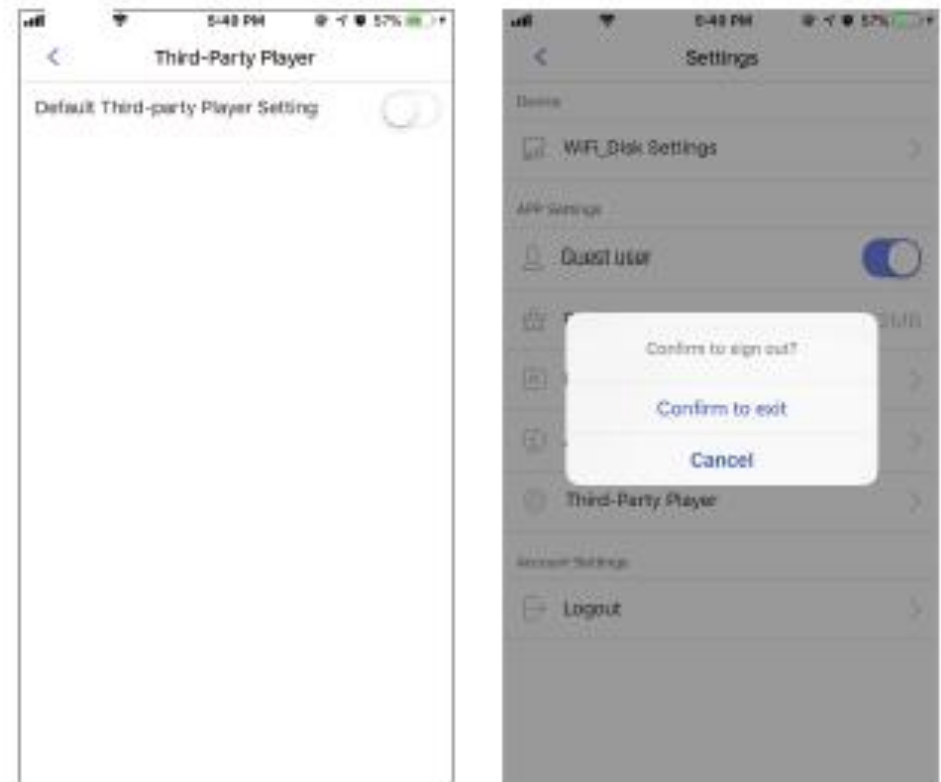 5:40 PM
57%
Third-Party Player
Default Third-party Player Setting
5:40 PM
57%
Settings
Device
WiFi_Disk Settings
APP Settings
Guest user
Confirm to sign out?
Confirm to exit
Cancel
Third-Party Player
Account Settings
Logout